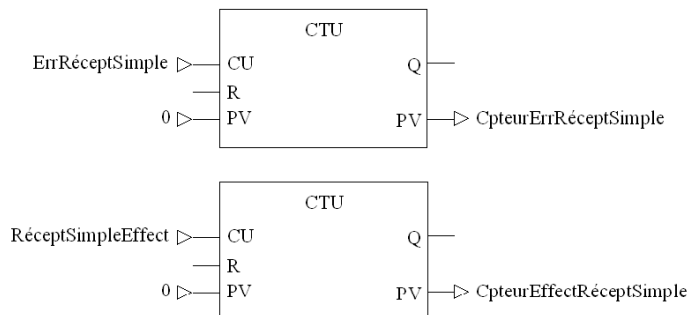 CTU
ErrRéceptSimple CU Q
R
0 PV PV CpteurErrRéceptSimple
CTU
RéceptSimpleEffect CU Q
R
0 PV PV CpteurEffectRéceptSimple